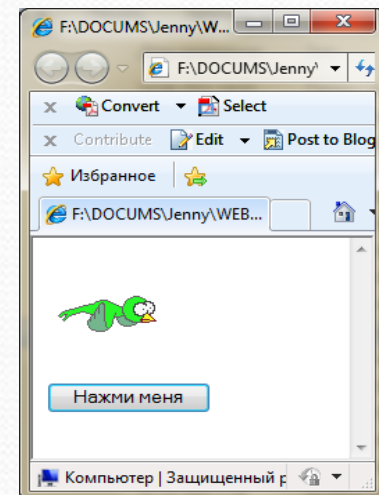 F:\DOCUMS\Jenny\W...
F:\DOCUMS\Jenny\
x Convert Select
x Contribute Edit Post to Blog
Избранное
F:\DOCUMS\Jenny\WEB...
Нажми меня
Компьютер | Защищенный р